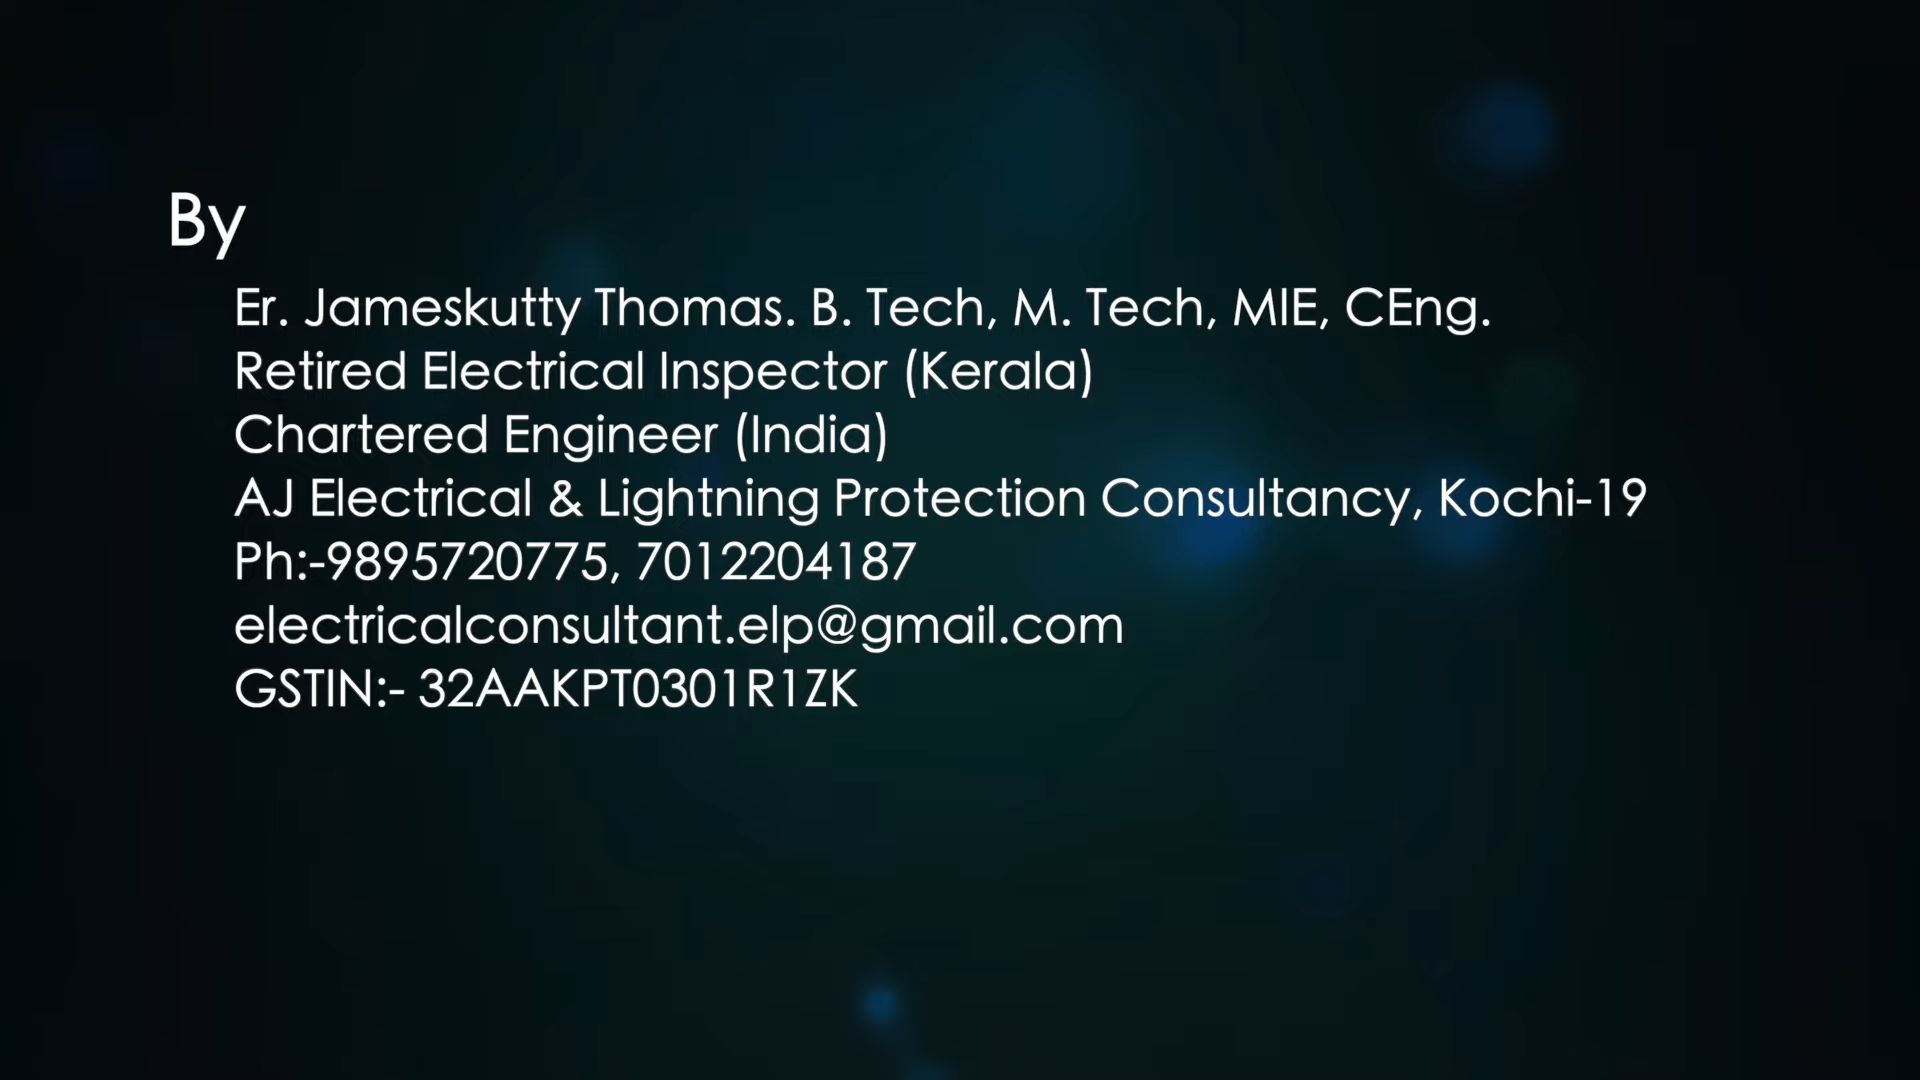 By
Er. Jameskutty Thomas. B. Tech, M. Tech, MIE, CEng.
Retired Electrical Inspector (Kerala)
Chartered Engineer (India)
AJ Electrical & Lightning Protection Consultancy, Kochi-19
Ph:-9895720775, 7012204187
electricalconsultant.elp@gmail.com
GSTIN:- 32AAKPT0301R1ZK